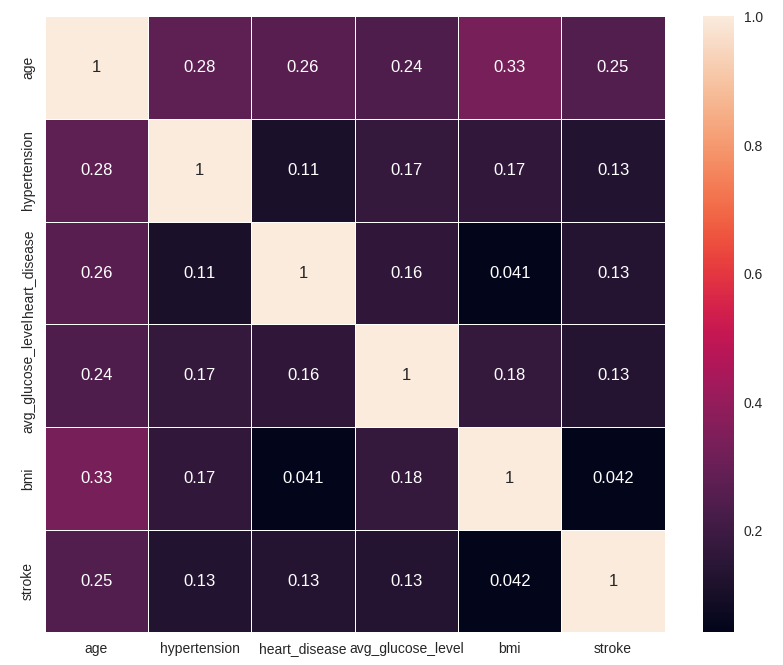 age 1 0.28 0.26 0.24 0.33 0.25
hypertension 0.28 1 0.11 0.17 0.17 0.13
heart_disease 0.26 0.11 1 0.16 0.041 0.13
avg_glucose_level 0.24 0.17 0.16 1 0.18 0.13
bmi 0.33 0.17 0.041 0.18 1 0.042
stroke 0.25 0.13 0.13 0.13 0.042 1
age hypertension heart_disease avg_glucose_level bmi stroke
1.0
0.8
0.6
0.4
0.2